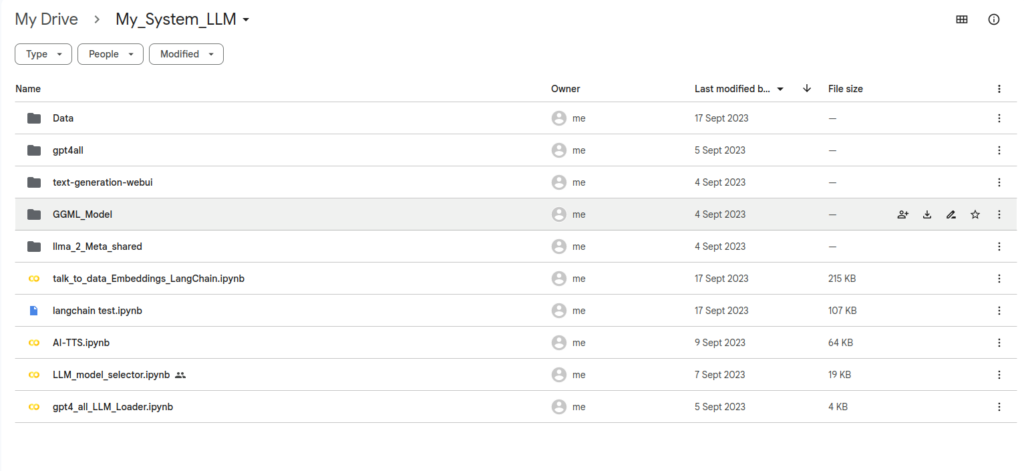 My Drive > My_System_LLM
Type People Modified
Name Owner Last modified b... File size
Data me 17 Sept 2023 —
gpt4all me 5 Sept 2023 —
text-generation-webui me 4 Sept 2023 —
GGML_Model me 4 Sept 2023 —
llma_2_Meta_shared me 4 Sept 2023 —
talk_to_data_Embeddings_LangChain.ipynb me 17 Sept 2023 215 KB
langchain test.ipynb me 17 Sept 2023 107 KB
AI-TTS.ipynb me 9 Sept 2023 64 KB
LLM_model_selector.ipynb me 7 Sept 2023 19 KB
gpt4_all_LLM_Loader.ipynb me 5 Sept 2023 4 KB